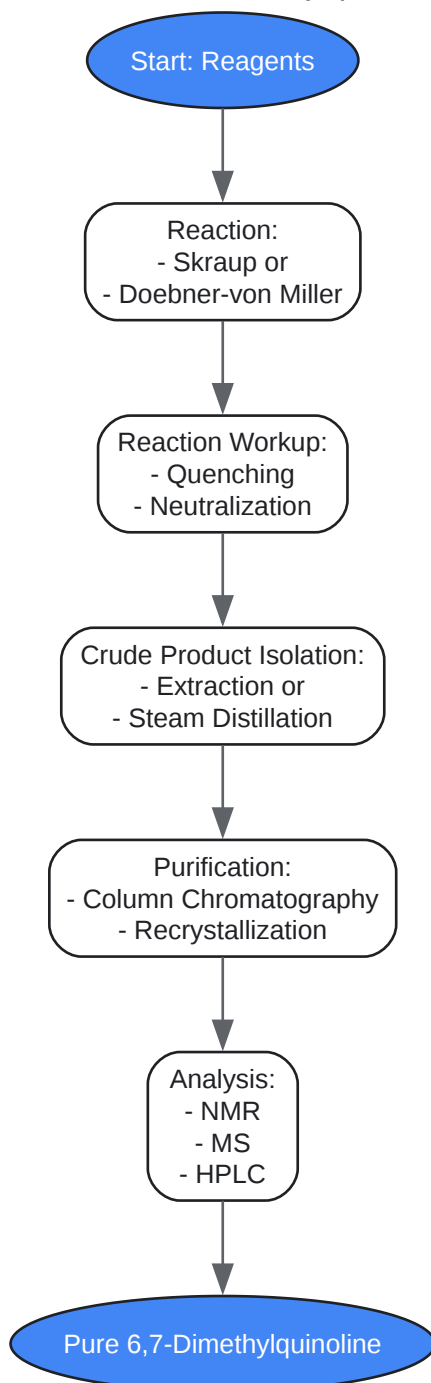 Start: Reagents
Reaction:
- Skraup or
- Doebner-von Miller
Reaction Workup:
- Quenching
- Neutralization
Crude Product Isolation:
- Extraction or
- Steam Distillation
Purification:
- Column Chromatography
- Recrystallization
Analysis:
- NMR
- MS
- HPLC
Pure 6,7-Dimethylquinoline